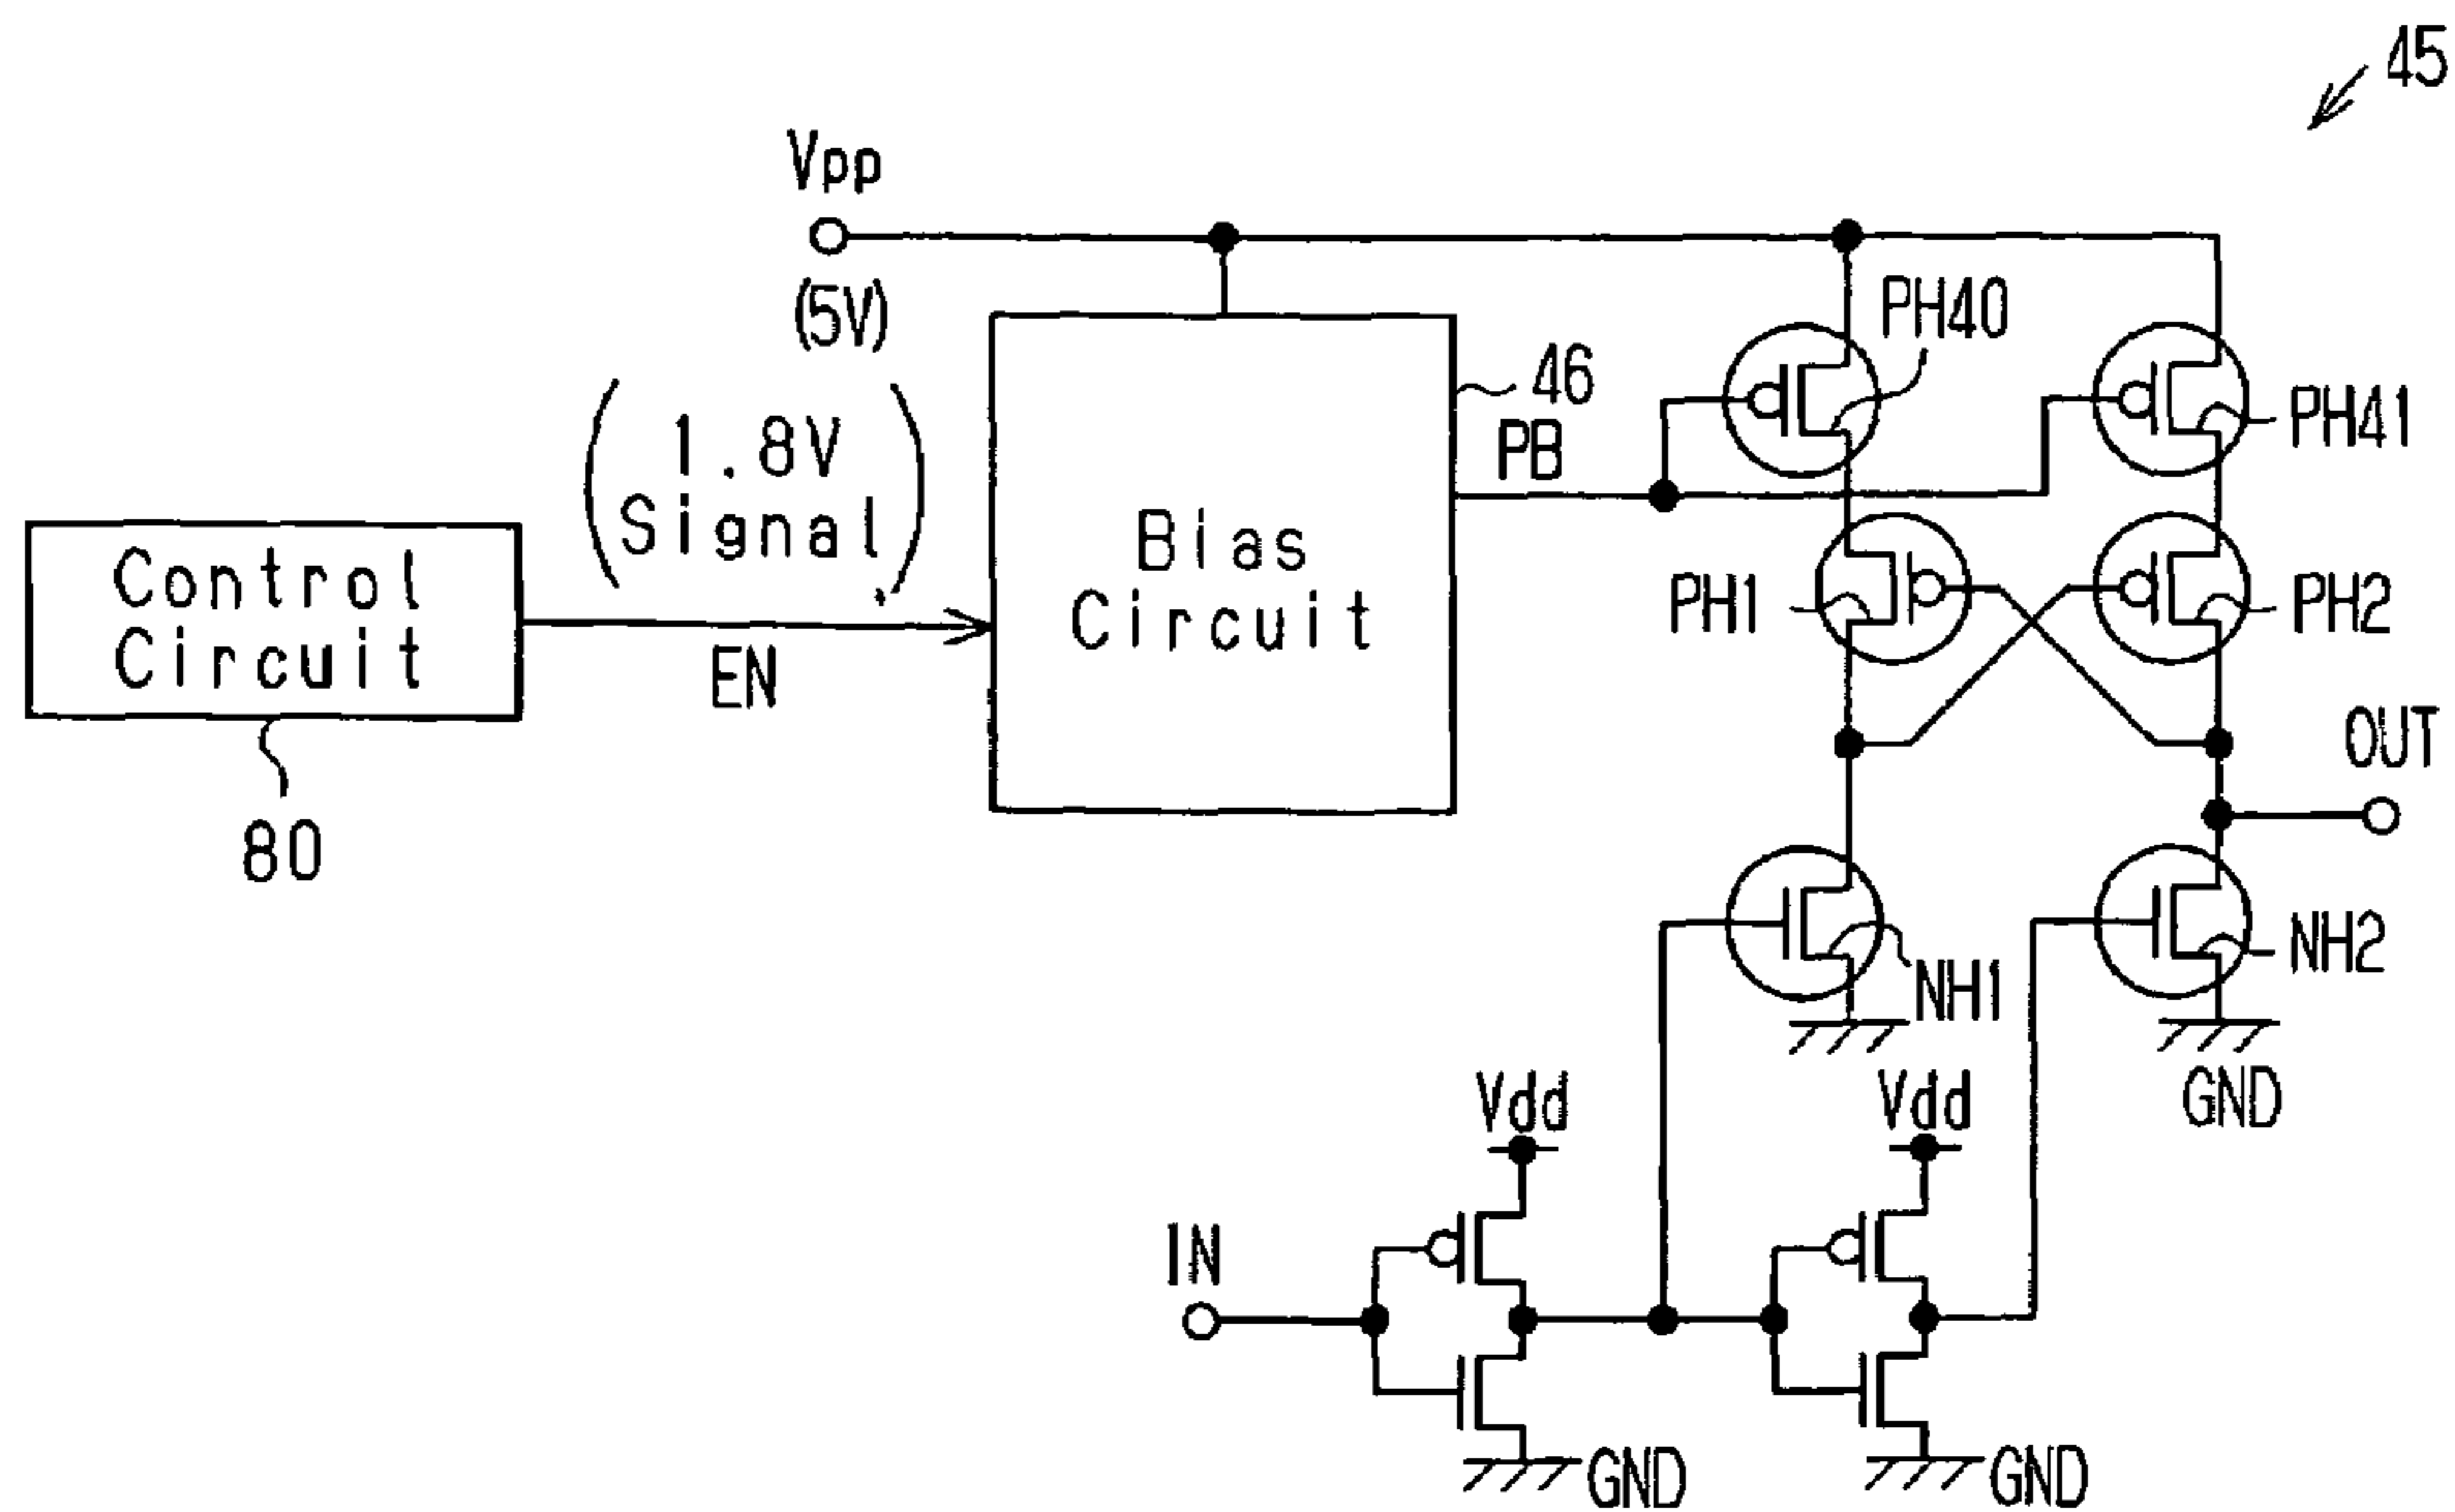 45
Vpp
(5V)
PH40
46
PH41
(1.8V
Signal)
PB
Bias
Circuit
Control
Circuit
EN
PH1
PH2
OUT
80
NH1
NH2
GND
Vdd
Vdd
IN
GND
GND